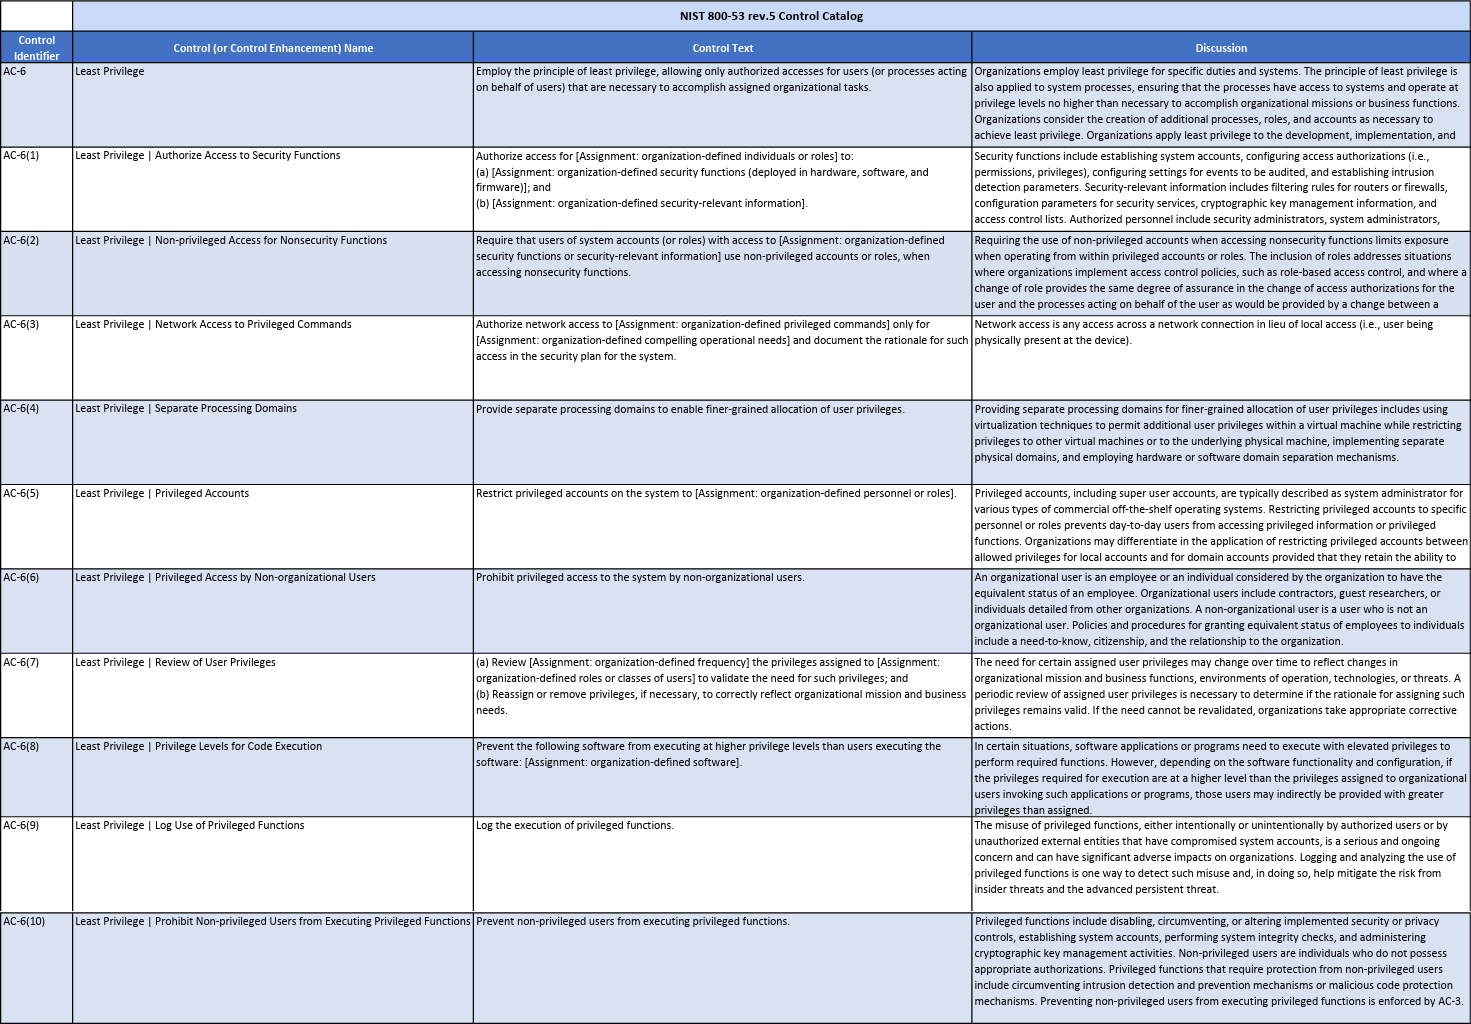 NIST 800-53 rev.5 Control Catalog
Control
Identifier
Control (or Control Enhancement) Name
Control Text
Discussion
AC-6
Least Privilege
Employ the principle of least privilege, allowing only authorized accesses for users (or processes acting
on behalf of users) that are necessary to accomplish assigned organizational tasks.
Organizations employ least privilege for specific duties and systems. The principle of least privilege is
also applied to system processes, ensuring that the processes have access to systems and operate at
privilege levels no higher than necessary to accomplish organizational missions or business functions.
Organizations consider the creation of additional processes, roles, and accounts as necessary to
achieve least privilege. Organizations apply least privilege to the development, implementation, and
AC-6(1)
Least Privilege | Authorize Access to Security Functions
Authorize access for [Assignment: organization-defined individuals or roles] to:
(a) [Assignment: organization-defined security functions (deployed in hardware, software, and
firmware)]; and
(b) [Assignment: organization-defined security-relevant information].
Security functions include establishing system accounts, configuring access authorizations (i.e.,
permissions, privileges), configuring settings for events to be audited, and establishing intrusion
detection parameters. Security-relevant information includes filtering rules for routers or firewalls,
configuration parameters for security services, cryptographic key management information, and
access control lists. Authorized personnel include security administrators, system administrators,
AC-6(2)
Least Privilege | Non-privileged Access for Nonsecurity Functions
Require that users of system accounts (or roles) with access to [Assignment: organization-defined
security functions or security-relevant information] use non-privileged accounts or roles, when
accessing nonsecurity functions.
Requiring the use of non-privileged accounts when accessing nonsecurity functions limits exposure
when operating from within privileged accounts or roles. The inclusion of roles addresses situations
where organizations implement access control policies, such as role-based access control, and where a
change of role provides the same degree of assurance in the change of access authorizations for the
user and the processes acting on behalf of the user as would be provided by a change between a
AC-6(3)
Least Privilege | Network Access to Privileged Commands
Authorize network access to [Assignment: organization-defined privileged commands] only for
[Assignment: organization-defined compelling operational needs] and document the rationale for such
access in the security plan for the system.
Network access is any access across a network connection in lieu of local access (i.e., user being
physically present at the device).
AC-6(4)
Least Privilege | Separate Processing Domains
Provide separate processing domains to enable finer-grained allocation of user privileges.
Providing separate processing domains for finer-grained allocation of user privileges includes using
virtualization techniques to permit additional user privileges within a virtual machine while restricting
privileges to other virtual machines or to the underlying physical machine, implementing separate
physical domains, and employing hardware or software domain separation mechanisms.
AC-6(5)
Least Privilege | Privileged Accounts
Restrict privileged accounts on the system to [Assignment: organization-defined personnel or roles].
Privileged accounts, including super user accounts, are typically described as system administrator for
various types of commercial off-the-shelf operating systems. Restricting privileged accounts to specific
personnel or roles prevents day-to-day users from accessing privileged information or privileged
functions. Organizations may differentiate in the application of restricting privileged accounts between
allowed privileges for local accounts and for domain accounts provided that they retain the ability to
AC-6(6)
Least Privilege | Privileged Access by Non-organizational Users
Prohibit privileged access to the system by non-organizational users.
An organizational user is an employee or an individual considered by the organization to have the
equivalent status of an employee. Organizational users include contractors, guest researchers, or
individuals detailed from other organizations. A non-organizational user is a user who is not an
organizational user. Policies and procedures for granting equivalent status of employees to individuals
include a need-to-know, citizenship, and the relationship to the organization.
AC-6(7)
Least Privilege | Review of User Privileges
(a) Review [Assignment: organization-defined frequency] the privileges assigned to [Assignment:
organization-defined roles or classes of users] to validate the need for such privileges; and
(b) Reassign or remove privileges, if necessary, to correctly reflect organizational mission and business
needs.
The need for certain assigned user privileges may change over time to reflect changes in
organizational mission and business functions, environments of operation, technologies, or threats. A
periodic review of assigned user privileges is necessary to determine if the rationale for assigning such
privileges remains valid. If the need cannot be revalidated, organizations take appropriate corrective
actions.
AC-6(8)
Least Privilege | Privilege Levels for Code Execution
Prevent the following software from executing at higher privilege levels than users executing the
software: [Assignment: organization-defined software].
In certain situations, software applications or programs need to execute with elevated privileges to
perform required functions. However, depending on the software functionality and configuration, if
the privileges required for execution are at a higher level than the privileges assigned to organizational
users invoking such applications or programs, those users may indirectly be provided with greater
privileges than assigned.
AC-6(9)
Least Privilege | Log Use of Privileged Functions
Log the execution of privileged functions.
The misuse of privileged functions, either intentionally or unintentionally by authorized users or by
unauthorized external entities that have compromised system accounts, is a serious and ongoing
concern and can have significant adverse impacts on organizations. Logging and analyzing the use of
privileged functions is one way to detect such misuse and, in doing so, help mitigate the risk from
insider threats and the advanced persistent threat.
AC-6(10)
Least Privilege | Prohibit Non-privileged Users from Executing Privileged Functions
Prevent non-privileged users from executing privileged functions.
Privileged functions include disabling, circumventing, or altering implemented security or privacy
controls, establishing system accounts, performing system integrity checks, and administering
cryptographic key management activities. Non-privileged users are individuals who do not possess
appropriate authorizations. Privileged functions that require protection from non-privileged users
include circumventing intrusion detection and prevention mechanisms or malicious code protection
mechanisms. Preventing non-privileged users from executing privileged functions is enforced by AC-3.